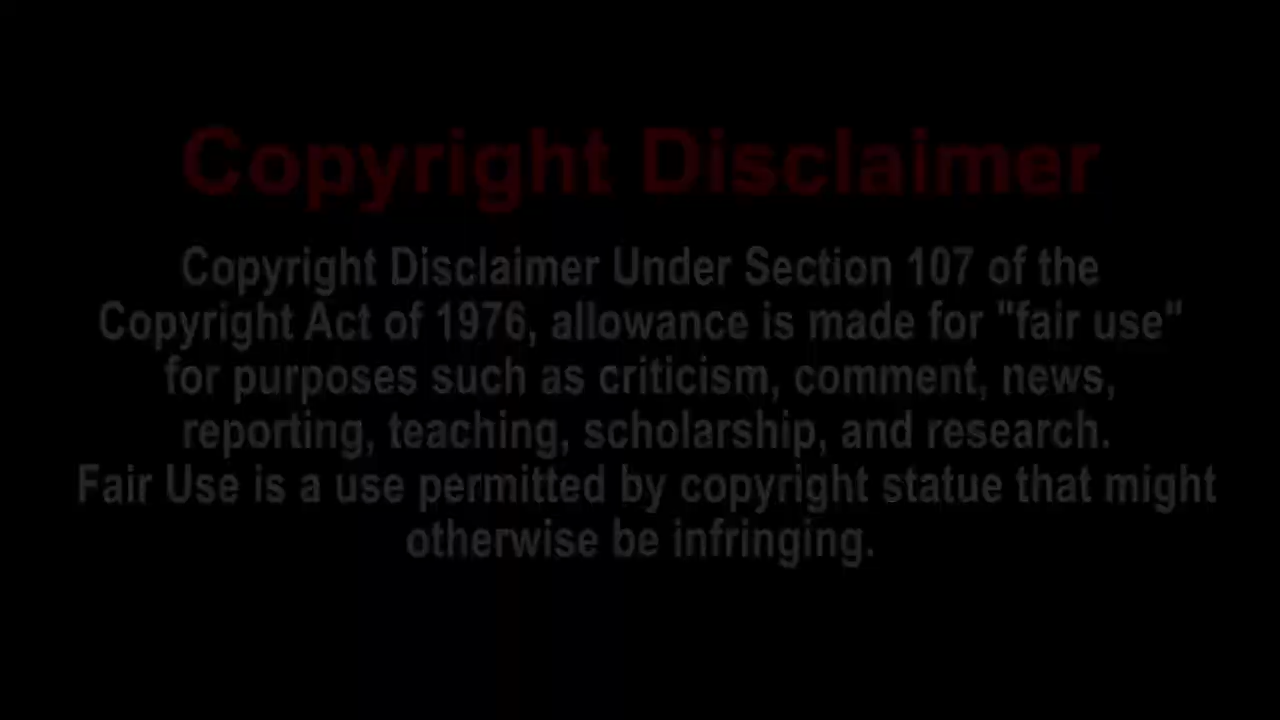 Copyright Disclaimer
Copyright Disclaimer Under Section 107 of the
Copyright Act of 1976, allowance is made for "fair use"
for purposes such as criticism, comment, news,
reporting, teaching, scholarship, and research.
Fair Use is a use permitted by copyright statue that might
otherwise be infringing.